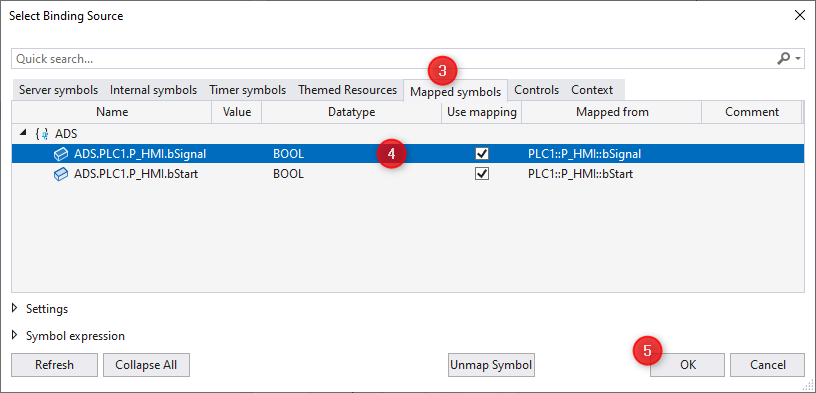 Select Binding Source
Quick search...
3
Server symbols Internal symbols Timer symbols Themed Resources Mapped symbols Controls Context
Name Value Datatype Use mapping Mapped from Comment
ADS
ADS.PLC1.P_HMI.bSignal BOOL 4 PLC1::P_HMI::bSignal
ADS.PLC1.P_HMI.bStart BOOL PLC1::P_HMI::bStart
Settings
Symbol expression
5
Refresh Collapse All Unmap Symbol OK Cancel